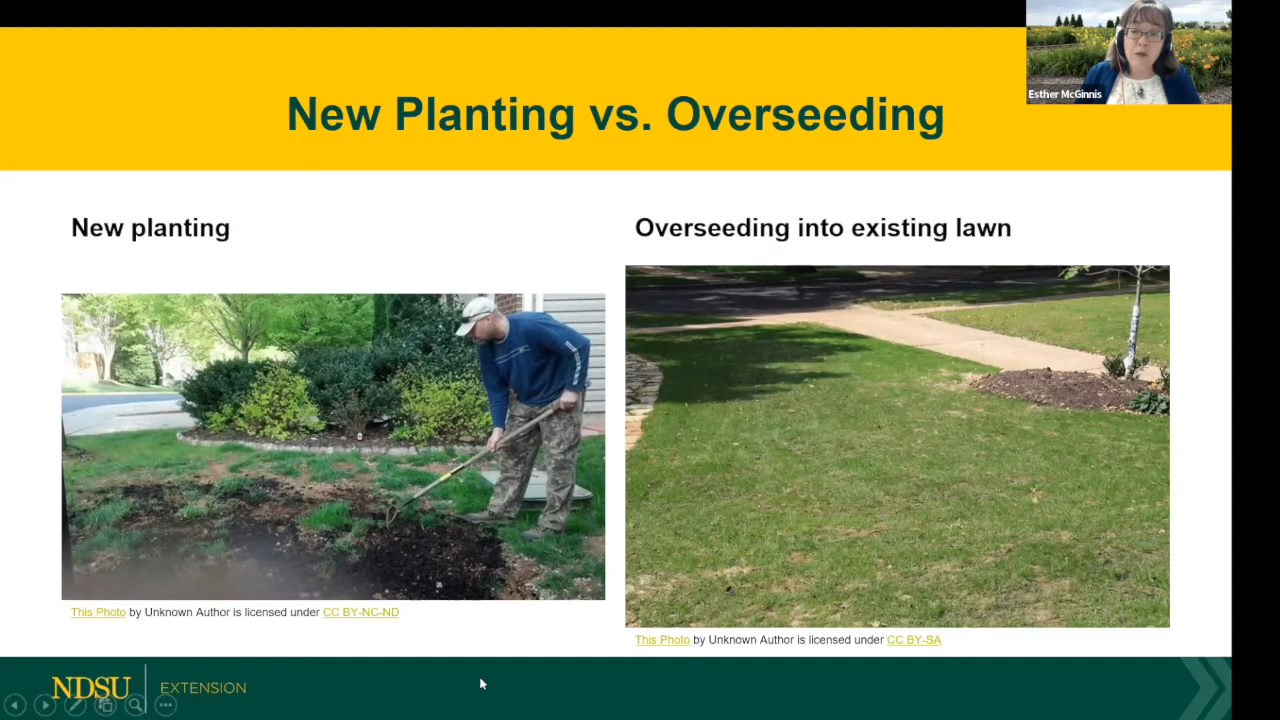 Esther McGinnis
New Planting vs. Overseeding
New planting
Overseeding into existing lawn
This Photo by Unknown Author is licensed under CC BY-NC-ND
This Photo by Unknown Author is licensed under CC BY-SA
NDSU EXTENSION